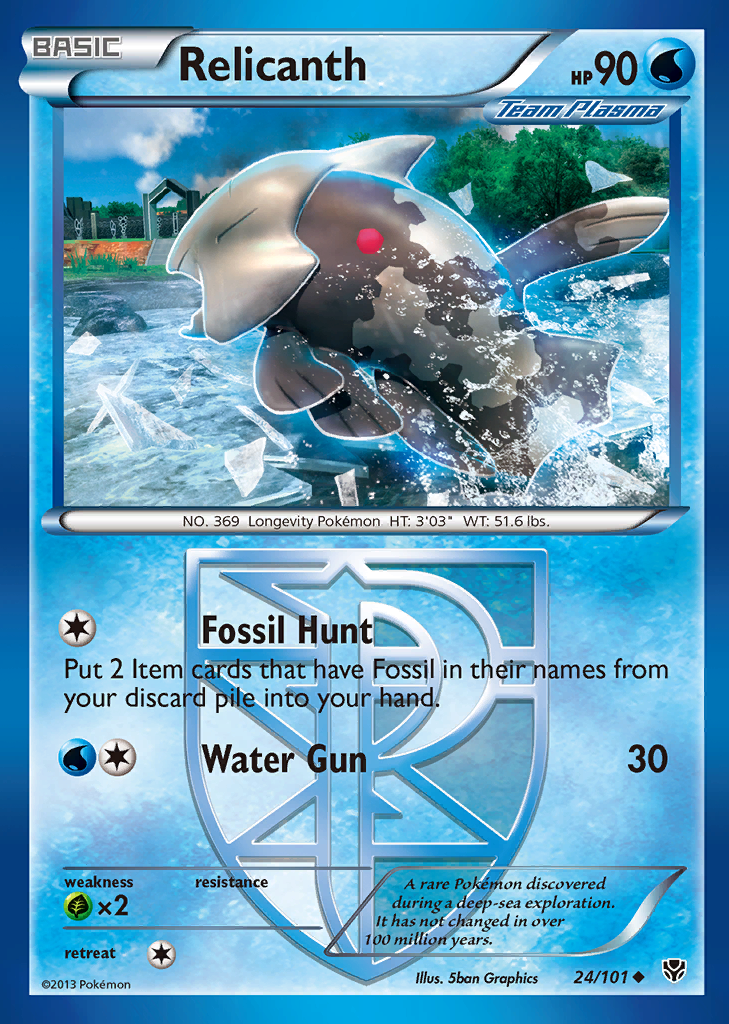 BASIC
Relicanth
HP 90
Team Plasma
NO. 369 Longevity Pokémon HT: 3'03" WT: 51.6 lbs.
Fossil Hunt
Put 2 Item cards that have Fossil in their names from
your discard pile into your hand.
Water Gun 30
weakness resistance
×2
retreat
A rare Pokémon discovered
during a deep-sea exploration.
It has not changed in over
100 million years.
©2013 Pokémon
Illus. 5ban Graphics
24/101